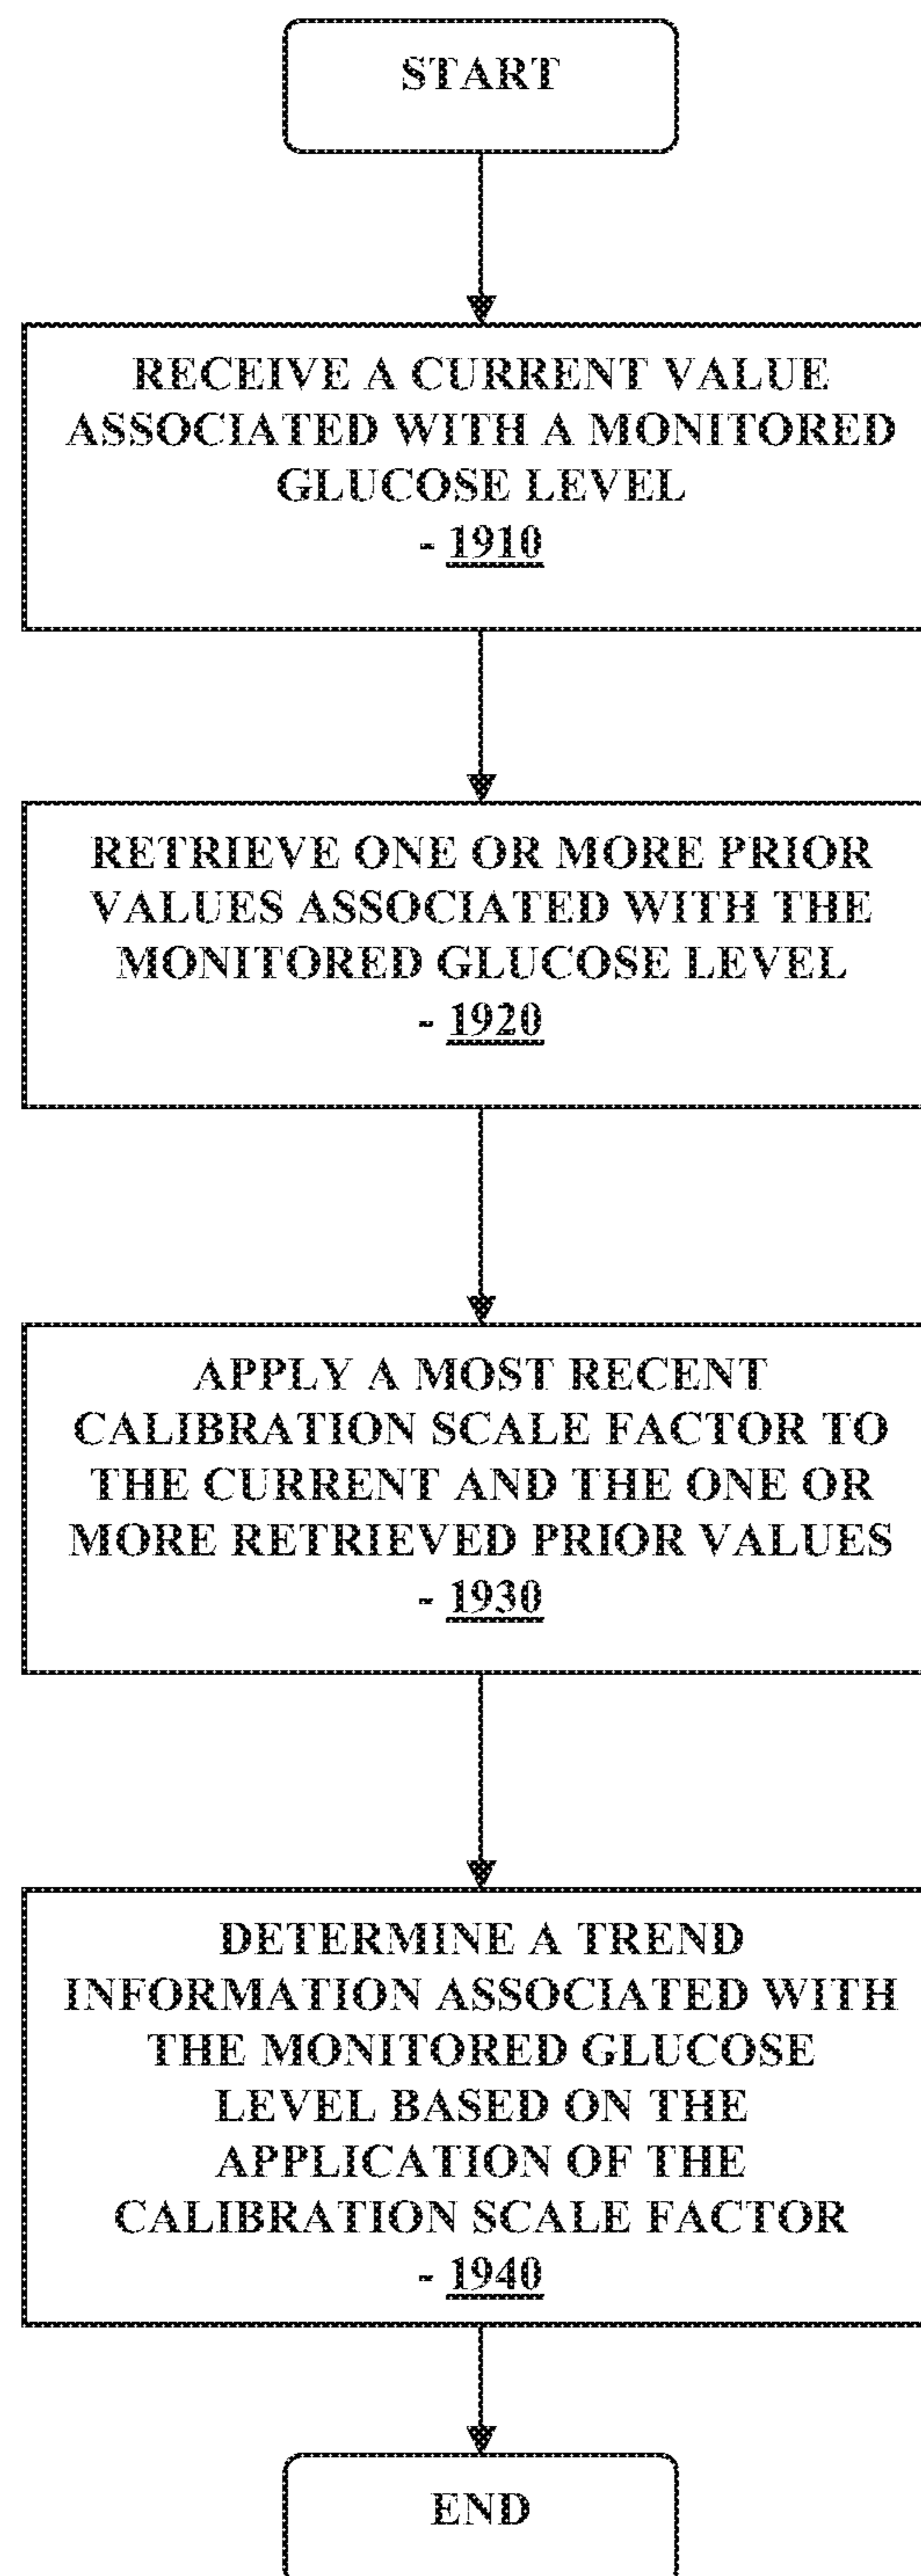 START
RECEIVE A CURRENT VALUE
ASSOCIATED WITH A MONITORED
GLUCOSE LEVEL
- 1910
RETRIEVE ONE OR MORE PRIOR
VALUES ASSOCIATED WITH THE
MONITORED GLUCOSE LEVEL
- 1920
APPLY A MOST RECENT
CALIBRATION SCALE FACTOR TO
THE CURRENT AND THE ONE OR
MORE RETRIEVED PRIOR VALUES
- 1930
DETERMINE A TREND
INFORMATION ASSOCIATED WITH
THE MONITORED GLUCOSE
LEVEL BASED ON THE
APPLICATION OF THE
CALIBRATION SCALE FACTOR
- 1940
END